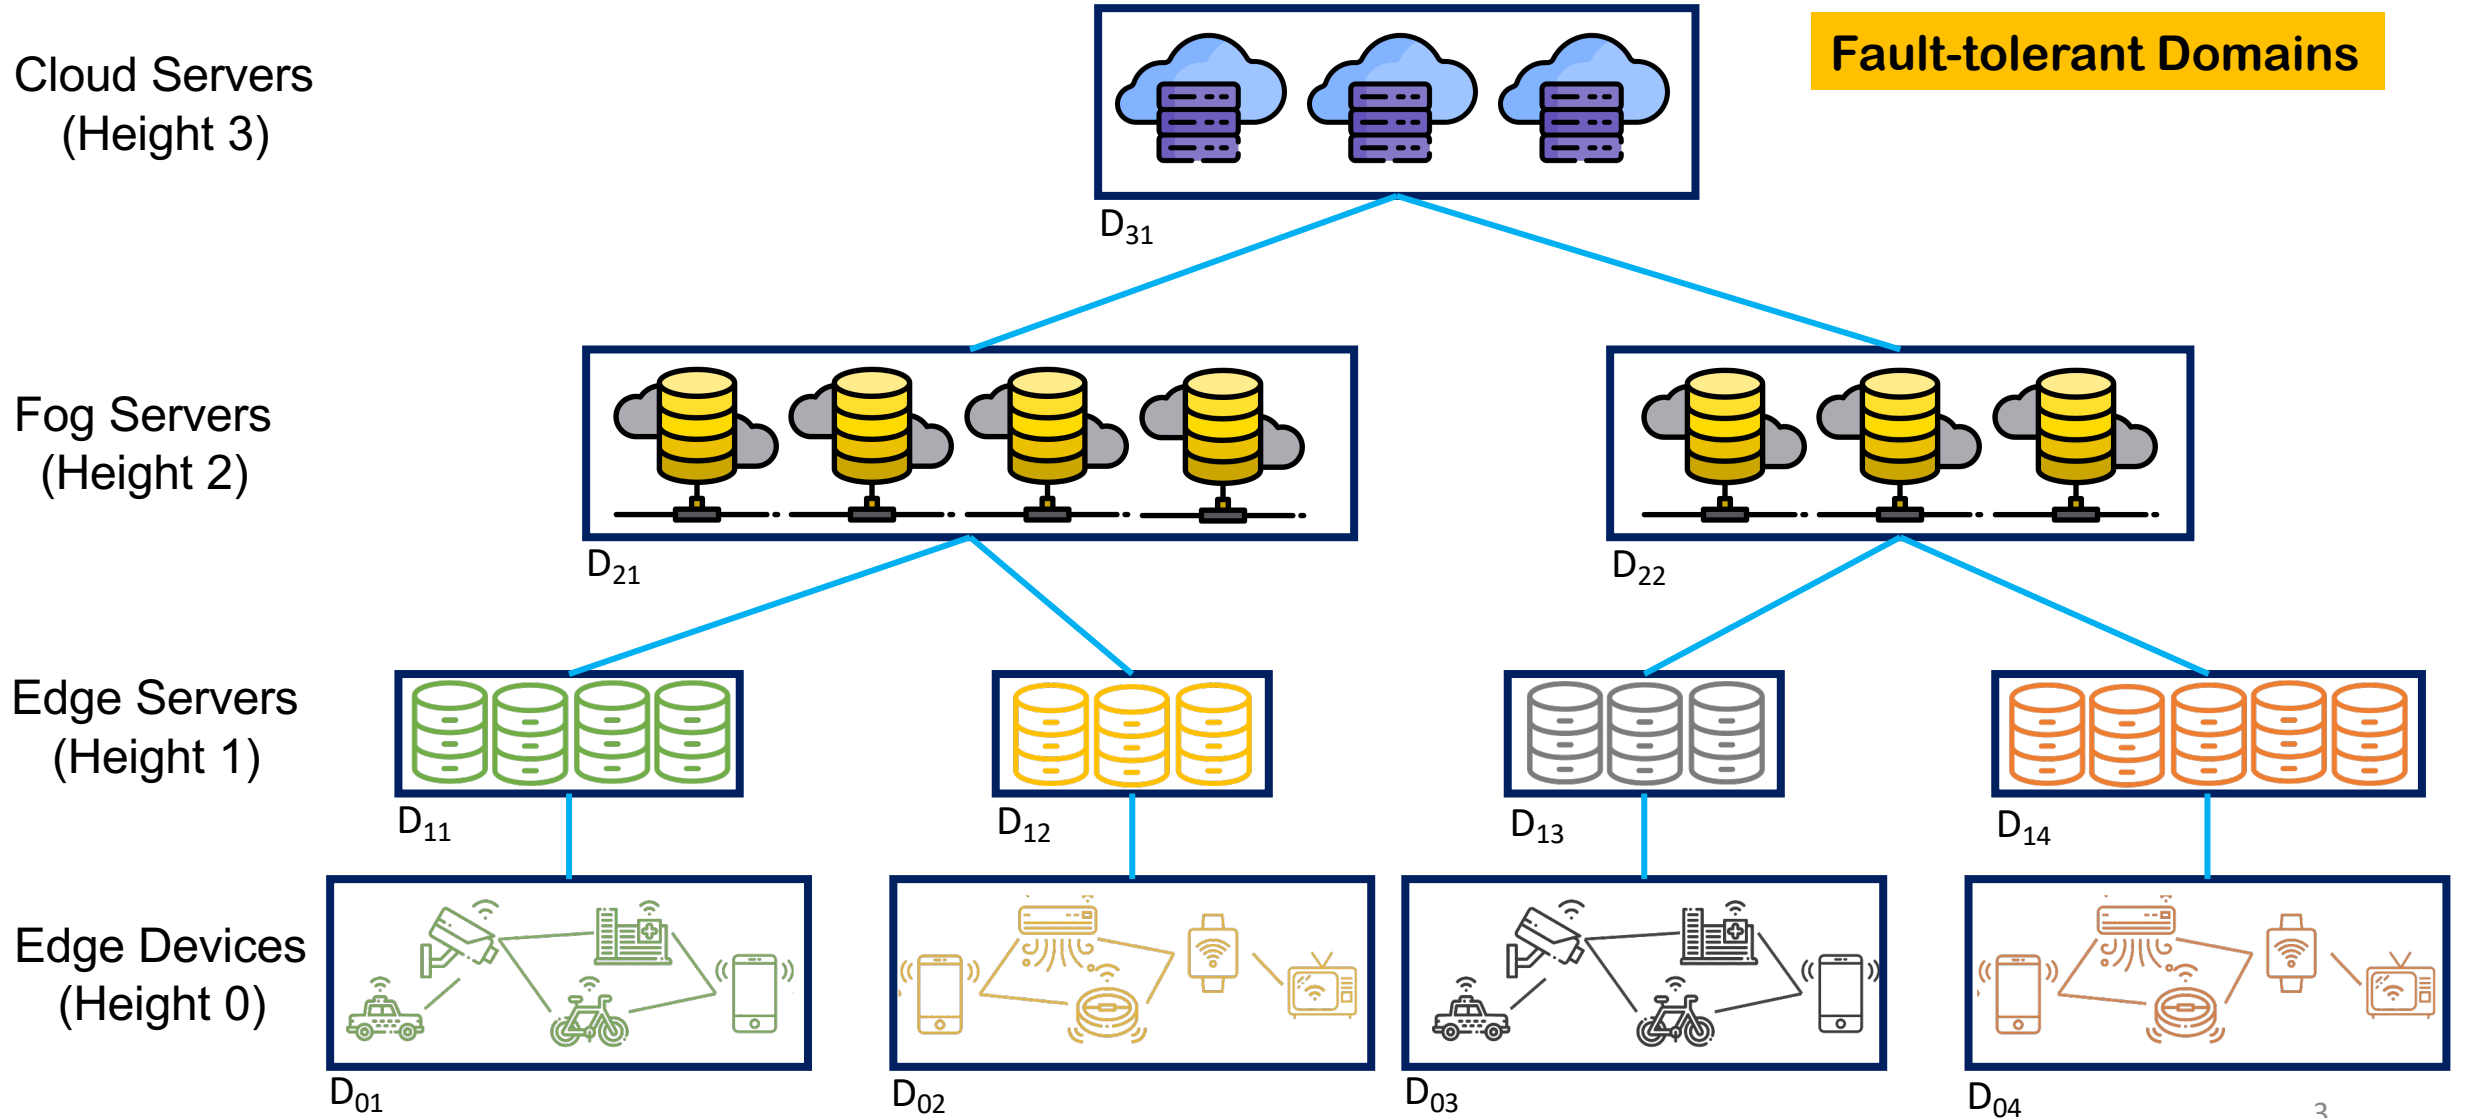 Cloud Servers
(Height 3)
Fault-tolerant Domains
D₃₁
Fog Servers
(Height 2)
D₂₁
D₂₂
Edge Servers
(Height 1)
D₁₁
D₁₂
D₁₃
D₁₄
Edge Devices
(Height 0)
D₀₁
D₀₂
D₀₃
D₀₄
3